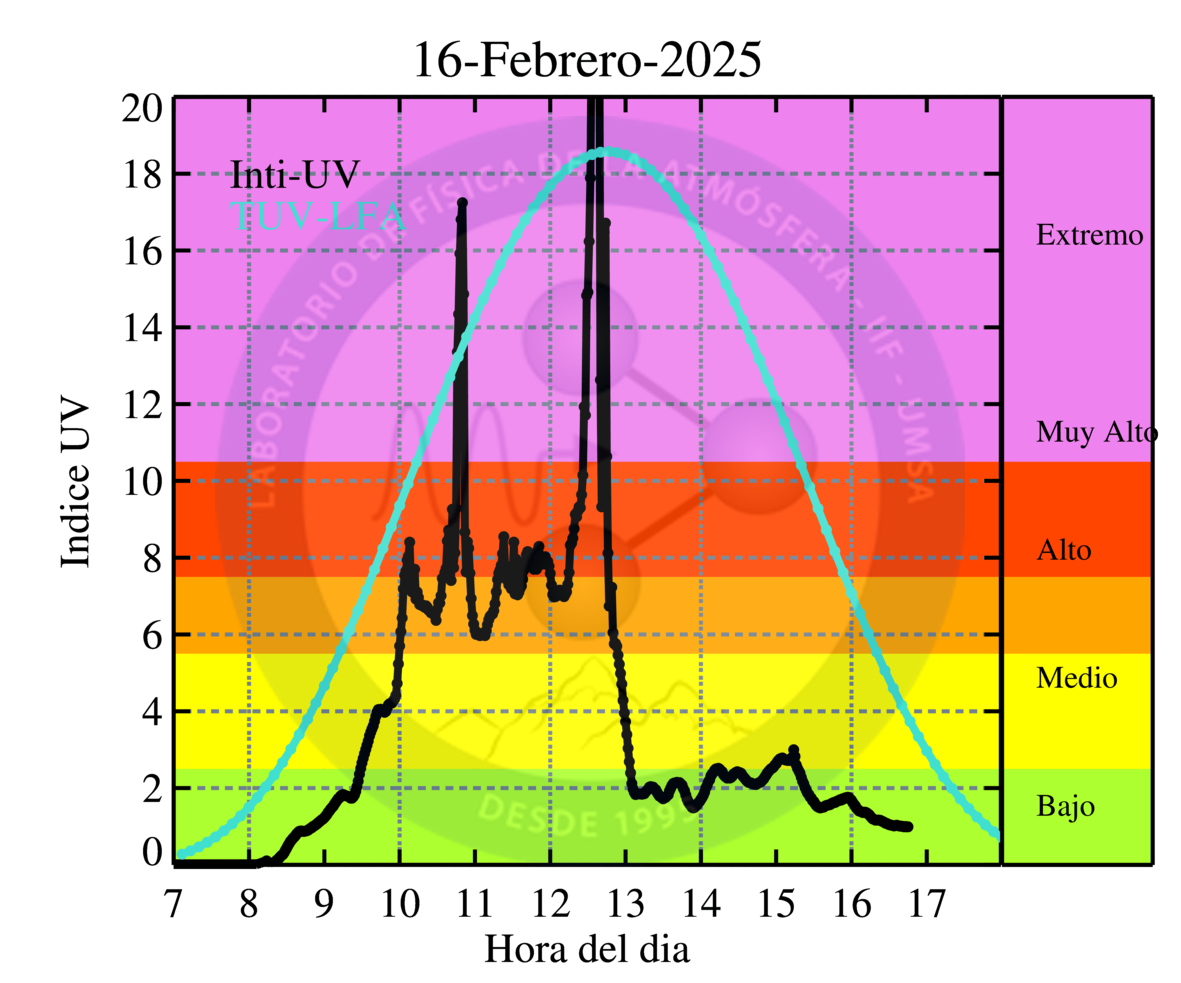 16-Febrero-2025
20
18
16
14
12
10
8
6
4
2
0
Indice UV
Inti-UV
TUV-LFA
LABORATORIO DE FÍSICA DE LA ATMÓSFERA - IIF - UMSA
DESDE 1995
Extremo
Muy Alto
Alto
Medio
Bajo
7 8 9 10 11 12 13 14 15 16 17
Hora del dia